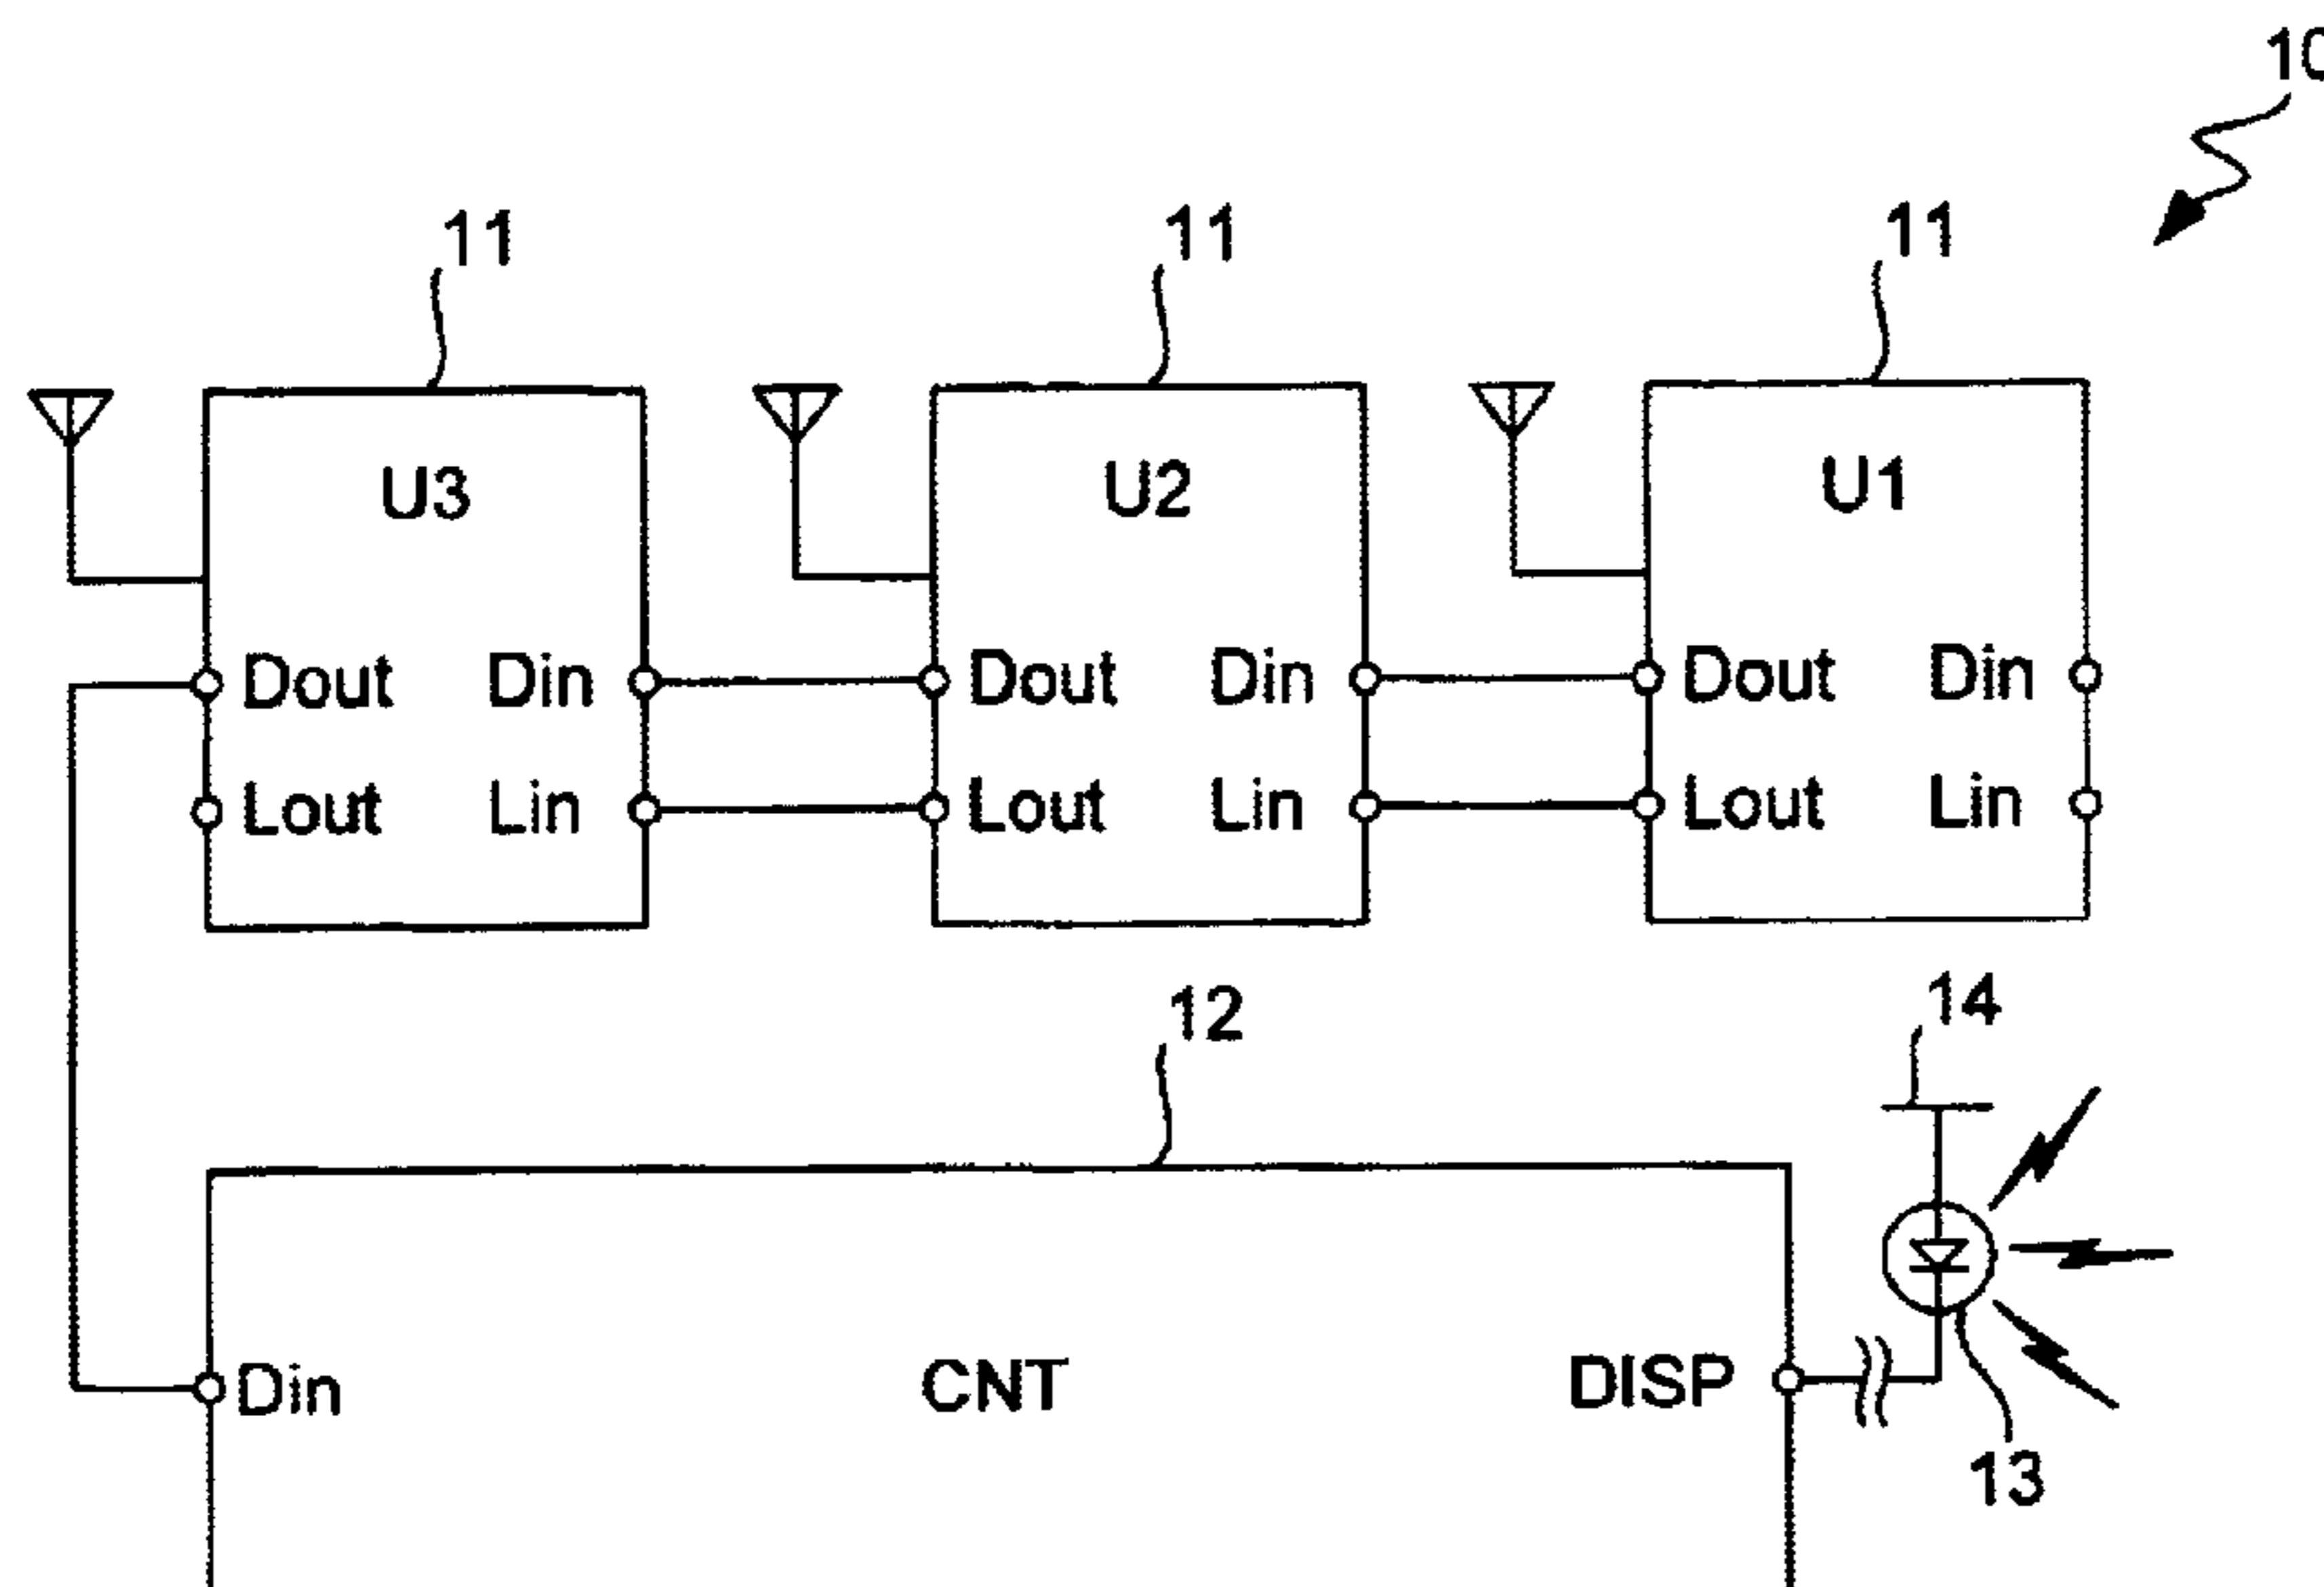 10
11 11 11
U3 U2 U1
Dout Din Dout Din Dout Din
Lout Lin Lout Lin Lout Lin
12 14
Din CNT DISP
13